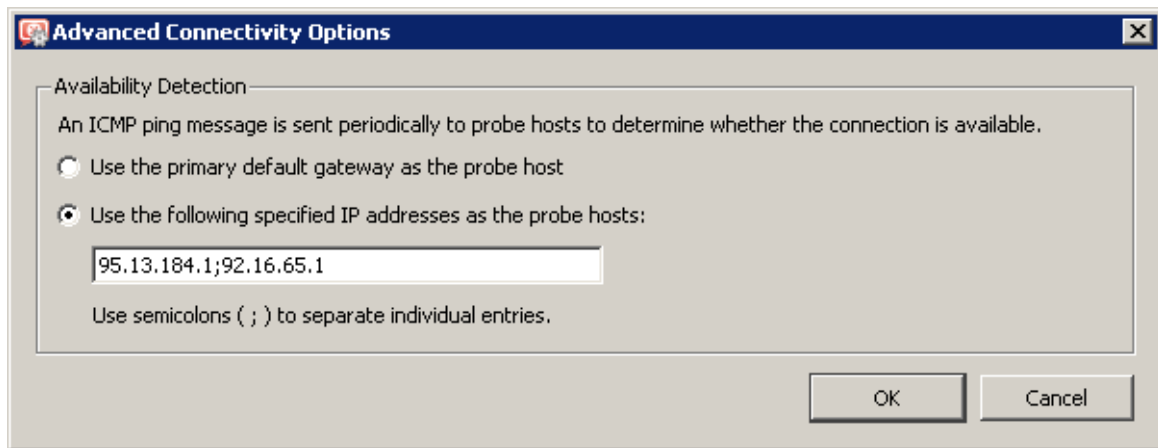 Advanced Connectivity Options
Availability Detection
An ICMP ping message is sent periodically to probe hosts to determine whether the connection is available.
Use the primary default gateway as the probe host
Use the following specified IP addresses as the probe hosts:
95.13.184.1;92.16.65.1
Use semicolons ( ; ) to separate individual entries.
OK Cancel